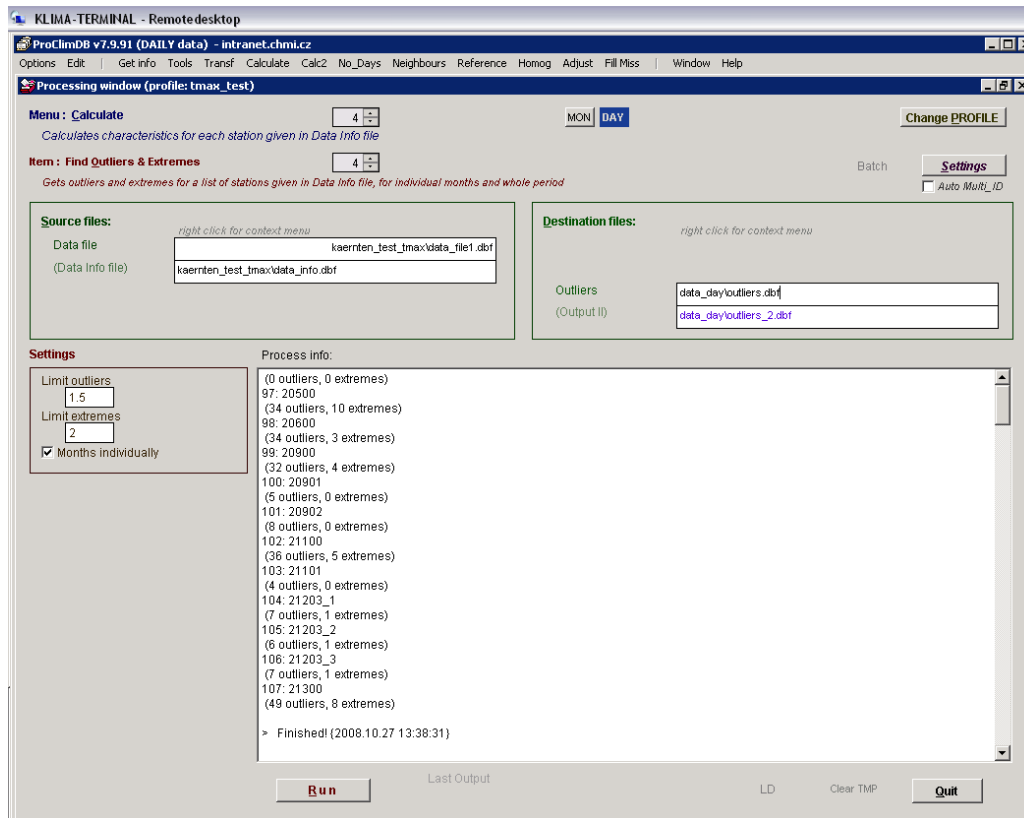 KLIMA-TERMINAL - Remotedesktop
ProClimDB v7.9.91 (DAILY data) - intranet.chmi.cz
Options Edit | Get info Tools Transf Calculate Calc2 No_Days Neighbours Reference Homog Adjust Fill Miss | Window Help
Processing window (profile: tmax_test)
Menu : Calculate 4 MON DAY Change PROFILE
Calculates characteristics for each station given in Data Info file
Item : Find Outliers & Extremes 4 Batch Settings
Gets outliers and extremes for a list of stations given in Data Info file, for individual months and whole period Auto Multi_ID
Source files:
right click for context menu
Data file kaernten_test_tmax\data_file1.dbf
(Data Info file) kaernten_test_tmax\data_info.dbf
Destination files:
right click for context menu
Outliers data_day\outliers.dbf
(Output II) data_day\outliers_2.dbf
Settings
Limit outliers
1.5
Limit extremes
2
Months individually
Process info:
(0 outliers, 0 extremes)
97: 20500
(34 outliers, 10 extremes)
98: 20600
(34 outliers, 3 extremes)
99: 20900
(32 outliers, 4 extremes)
100: 20901
(5 outliers, 0 extremes)
101: 20902
(8 outliers, 0 extremes)
102: 21100
(36 outliers, 5 extremes)
103: 21101
(4 outliers, 0 extremes)
104: 21203_1
(7 outliers, 1 extremes)
105: 21203_2
(6 outliers, 1 extremes)
106: 21203_3
(7 outliers, 1 extremes)
107: 21300
(49 outliers, 8 extremes)
> Finished! {2008.10.27 13:38:31}
Run Last Output LD Clear TMP Quit